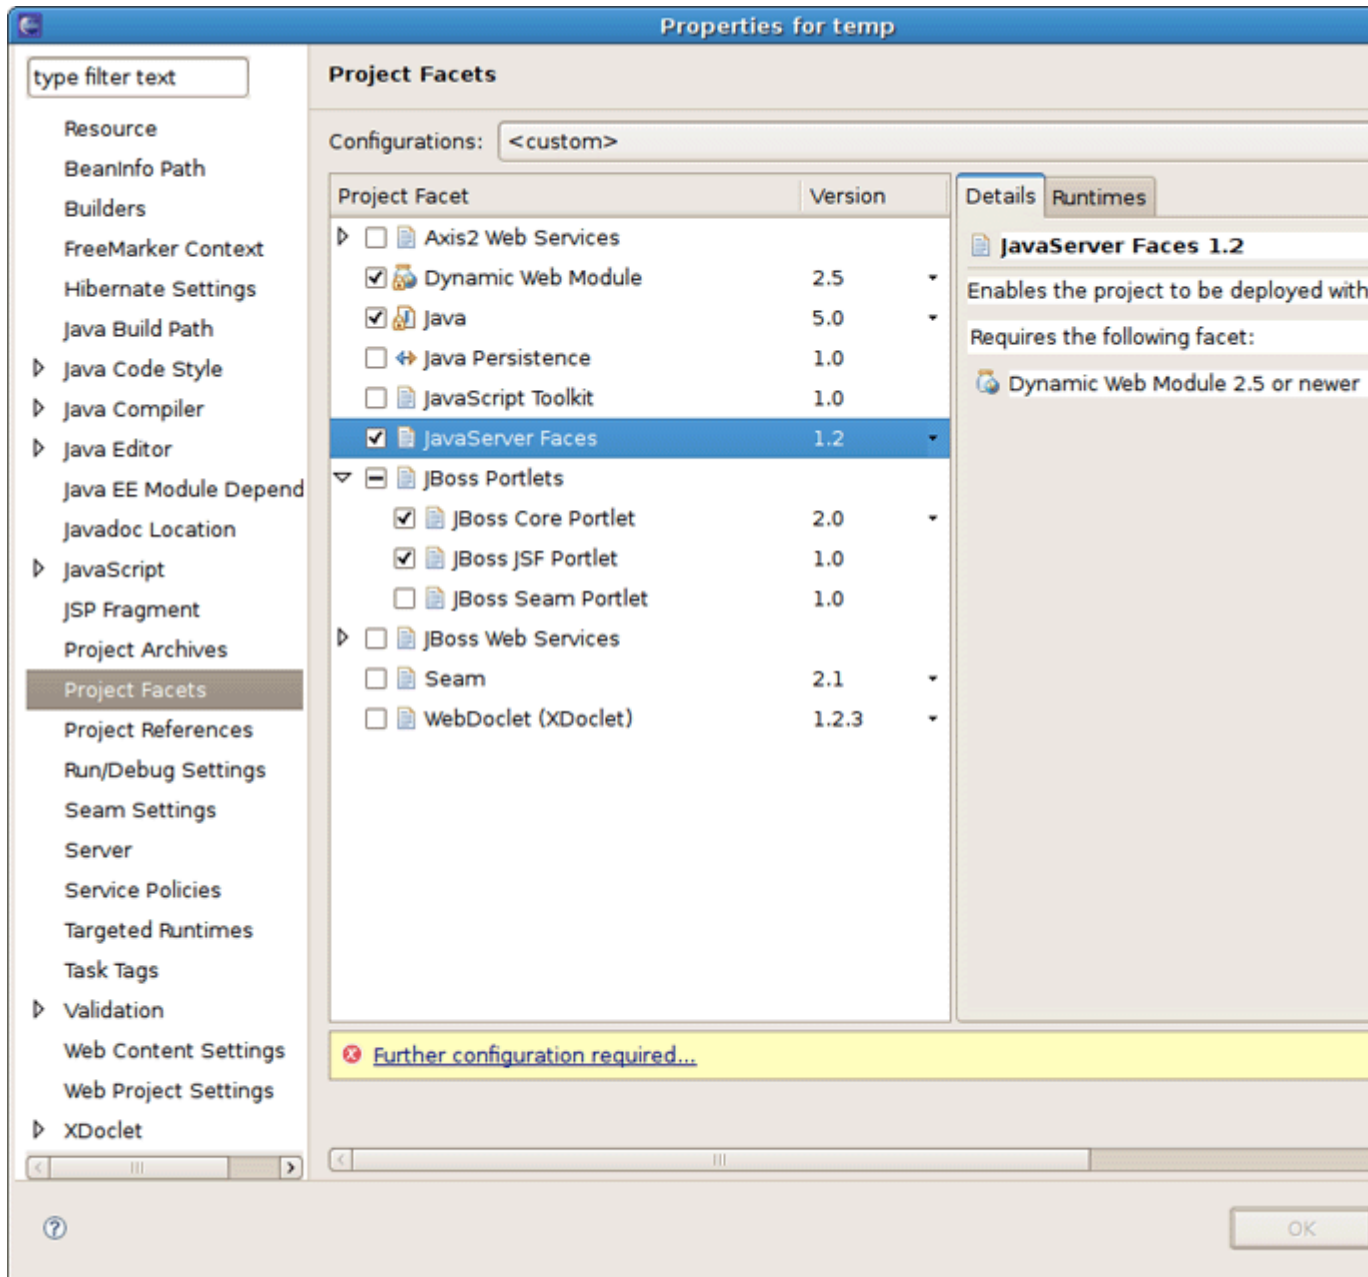 Properties for temp
type filter text
Resource
BeanInfo Path
Builders
FreeMarker Context
Hibernate Settings
Java Build Path
Java Code Style
Java Compiler
Java Editor
Java EE Module Depend
Javadoc Location
JavaScript
JSP Fragment
Project Archives
Project Facets
Project References
Run/Debug Settings
Seam Settings
Server
Service Policies
Targeted Runtimes
Task Tags
Validation
Web Content Settings
Web Project Settings
XDoclet
Project Facets
Configurations: <custom>
Project Facet Version
Axis2 Web Services
Dynamic Web Module 2.5
Java 5.0
Java Persistence 1.0
JavaScript Toolkit 1.0
JavaServer Faces 1.2
JBoss Portlets
JBoss Core Portlet 2.0
JBoss JSF Portlet 1.0
JBoss Seam Portlet 1.0
JBoss Web Services
Seam 2.1
WebDoclet (XDoclet) 1.2.3
Details Runtimes
JavaServer Faces 1.2
Enables the project to be deployed with
Requires the following facet:
Dynamic Web Module 2.5 or newer
Further configuration required...
OK